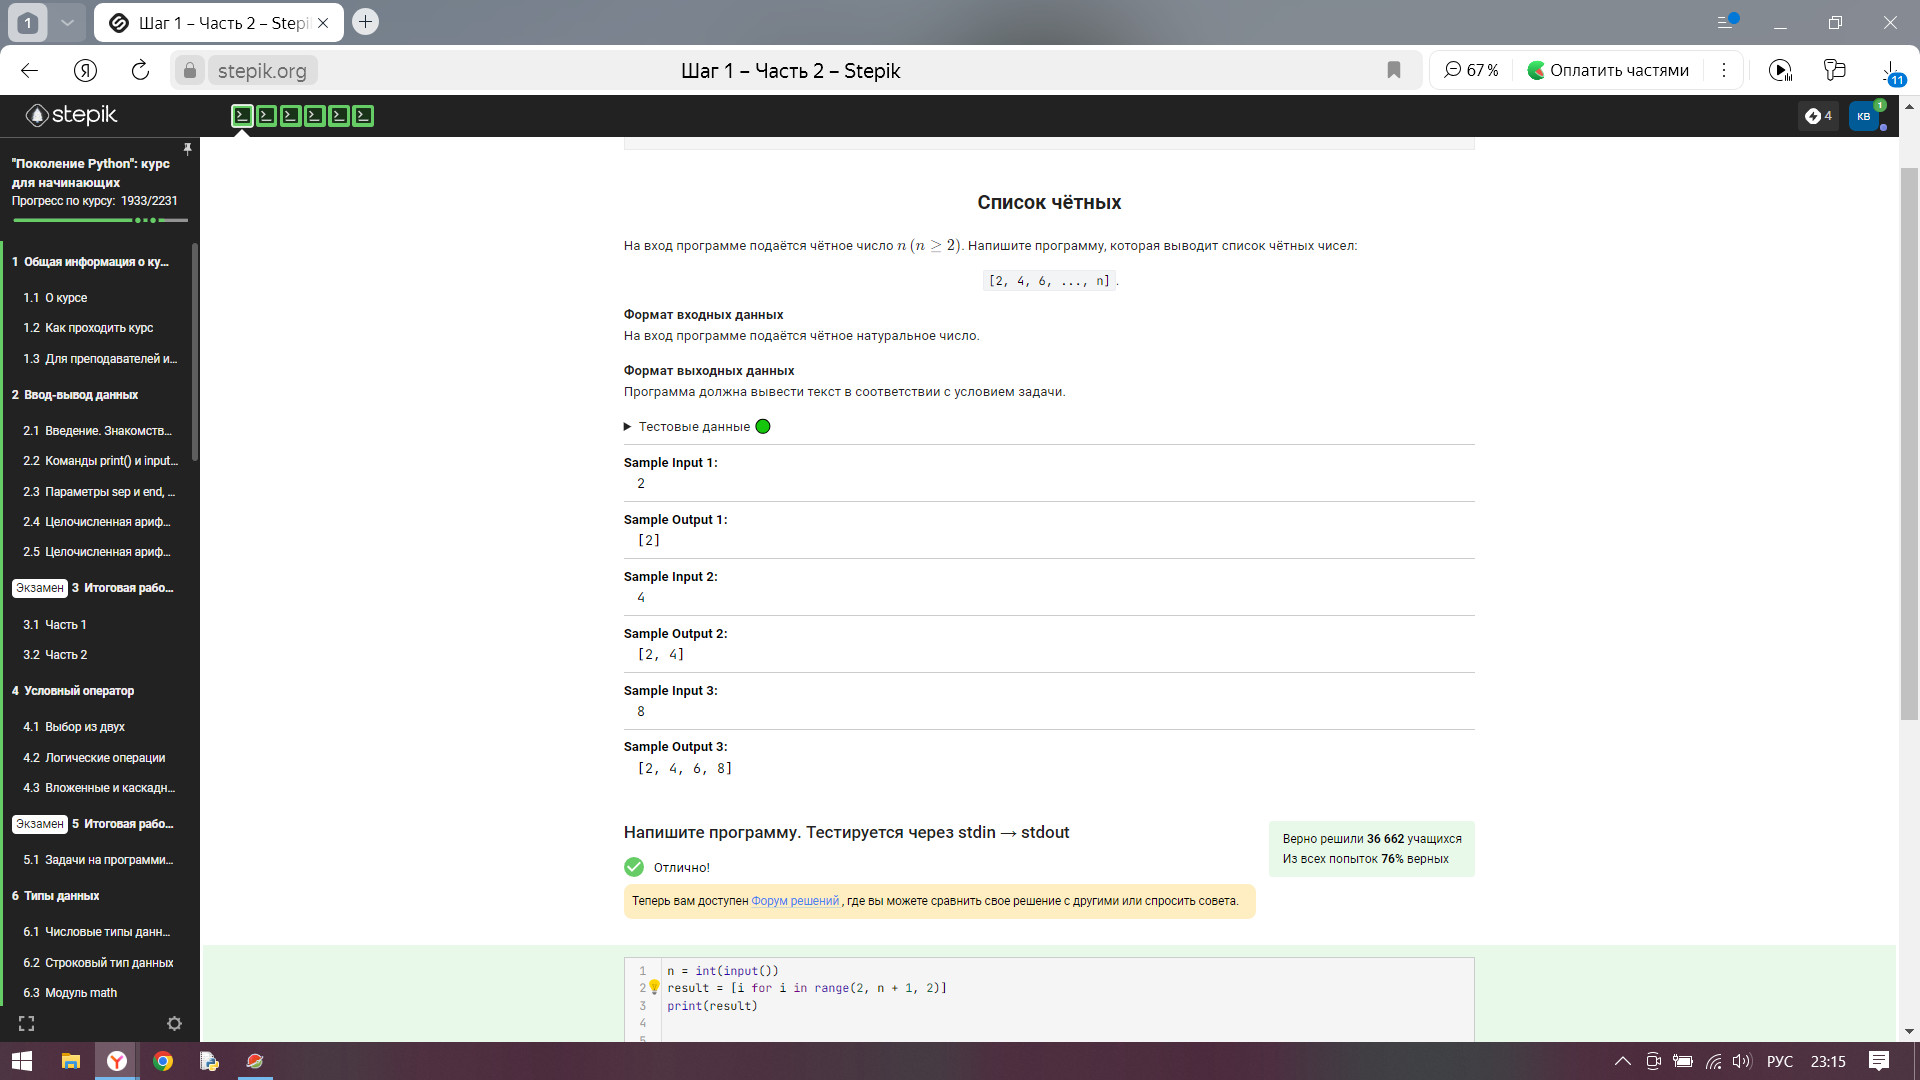 1
Шаг 1 – Часть 2 – Stepi
stepik.org
Шаг 1 – Часть 2 – Stepik
67 %
Оплатить частями
11
stepik
4
КВ
1
"Поколение Python": курс
для начинающих
Прогресс по курсу: 1933/2231
1 Общая информация о ку...
1.1 О курсе
1.2 Как проходить курс
1.3 Для преподавателей и...
2 Ввод-вывод данных
2.1 Введение. Знакомств...
2.2 Команды print() и input...
2.3 Параметры sep и end, ...
2.4 Целочисленная ариф...
2.5 Целочисленная ариф...
Экзамен 3 Итоговая рабо...
3.1 Часть 1
3.2 Часть 2
4 Условный оператор
4.1 Выбор из двух
4.2 Логические операции
4.3 Вложенные и каскадн...
Экзамен 5 Итоговая рабо...
5.1 Задачи на программи...
6 Типы данных
6.1 Числовые типы данн...
6.2 Строковый тип данных
6.3 Модуль math
Список чётных
На вход программе подаётся чётное число n (n ≥ 2). Напишите программу, которая выводит список чётных чисел:
[2, 4, 6, ..., n].
Формат входных данных
На вход программе подаётся чётное натуральное число.
Формат выходных данных
Программа должна вывести текст в соответствии с условием задачи.
Тестовые данные
Sample Input 1:
2
Sample Output 1:
[2]
Sample Input 2:
4
Sample Output 2:
[2, 4]
Sample Input 3:
8
Sample Output 3:
[2, 4, 6, 8]
Напишите программу. Тестируется через stdin → stdout
Верно решили 36 662 учащихся
Из всех попыток 76% верных
Отлично!
Теперь вам доступен Форум решений, где вы можете сравнить свое решение с другими или спросить совета.
1 n = int(input())
2 result = [i for i in range(2, n + 1, 2)]
3 print(result)
4
5
РУС
23:15